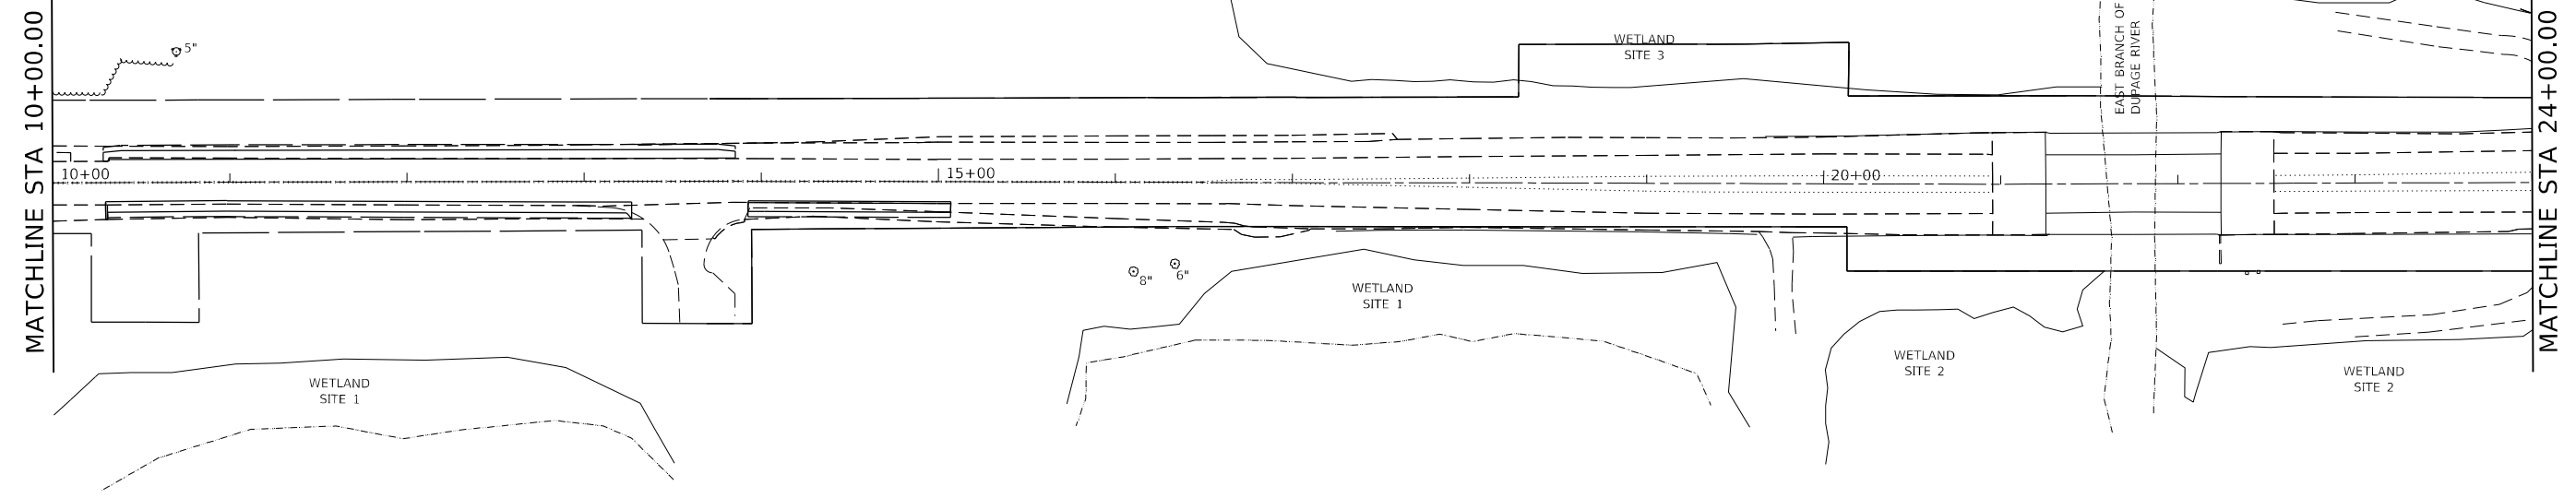 MATCHLINE STA 10+00.00
5"
WETLAND
SITE 3
EAST BRANCH OF
DUPAGE RIVER
MATCHLINE STA 24+00.00
10+00
15+00
20+00
8"
6"
WETLAND
SITE 1
WETLAND
SITE 2
WETLAND
SITE 2
WETLAND
SITE 1